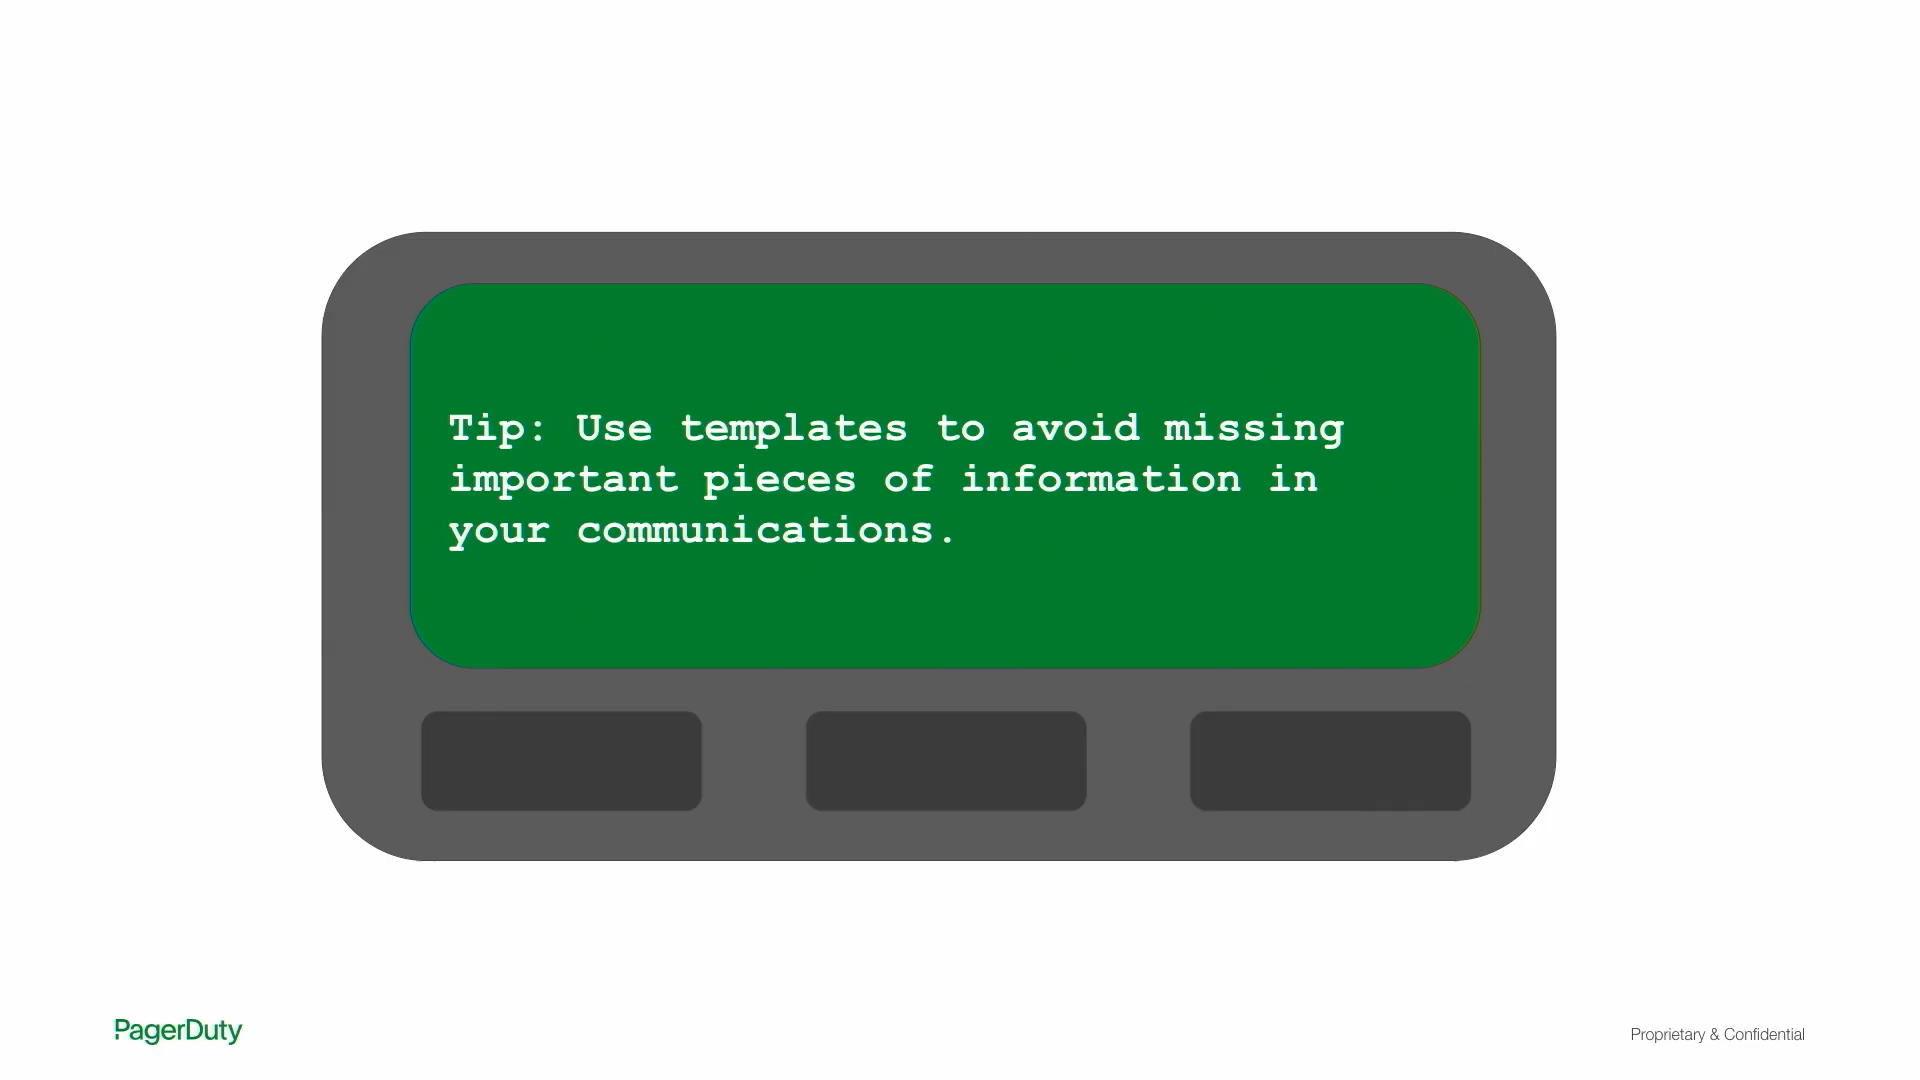 Tip: Use templates to avoid missing
important pieces of information in
your communications.
PagerDuty
Proprietary & Confidential